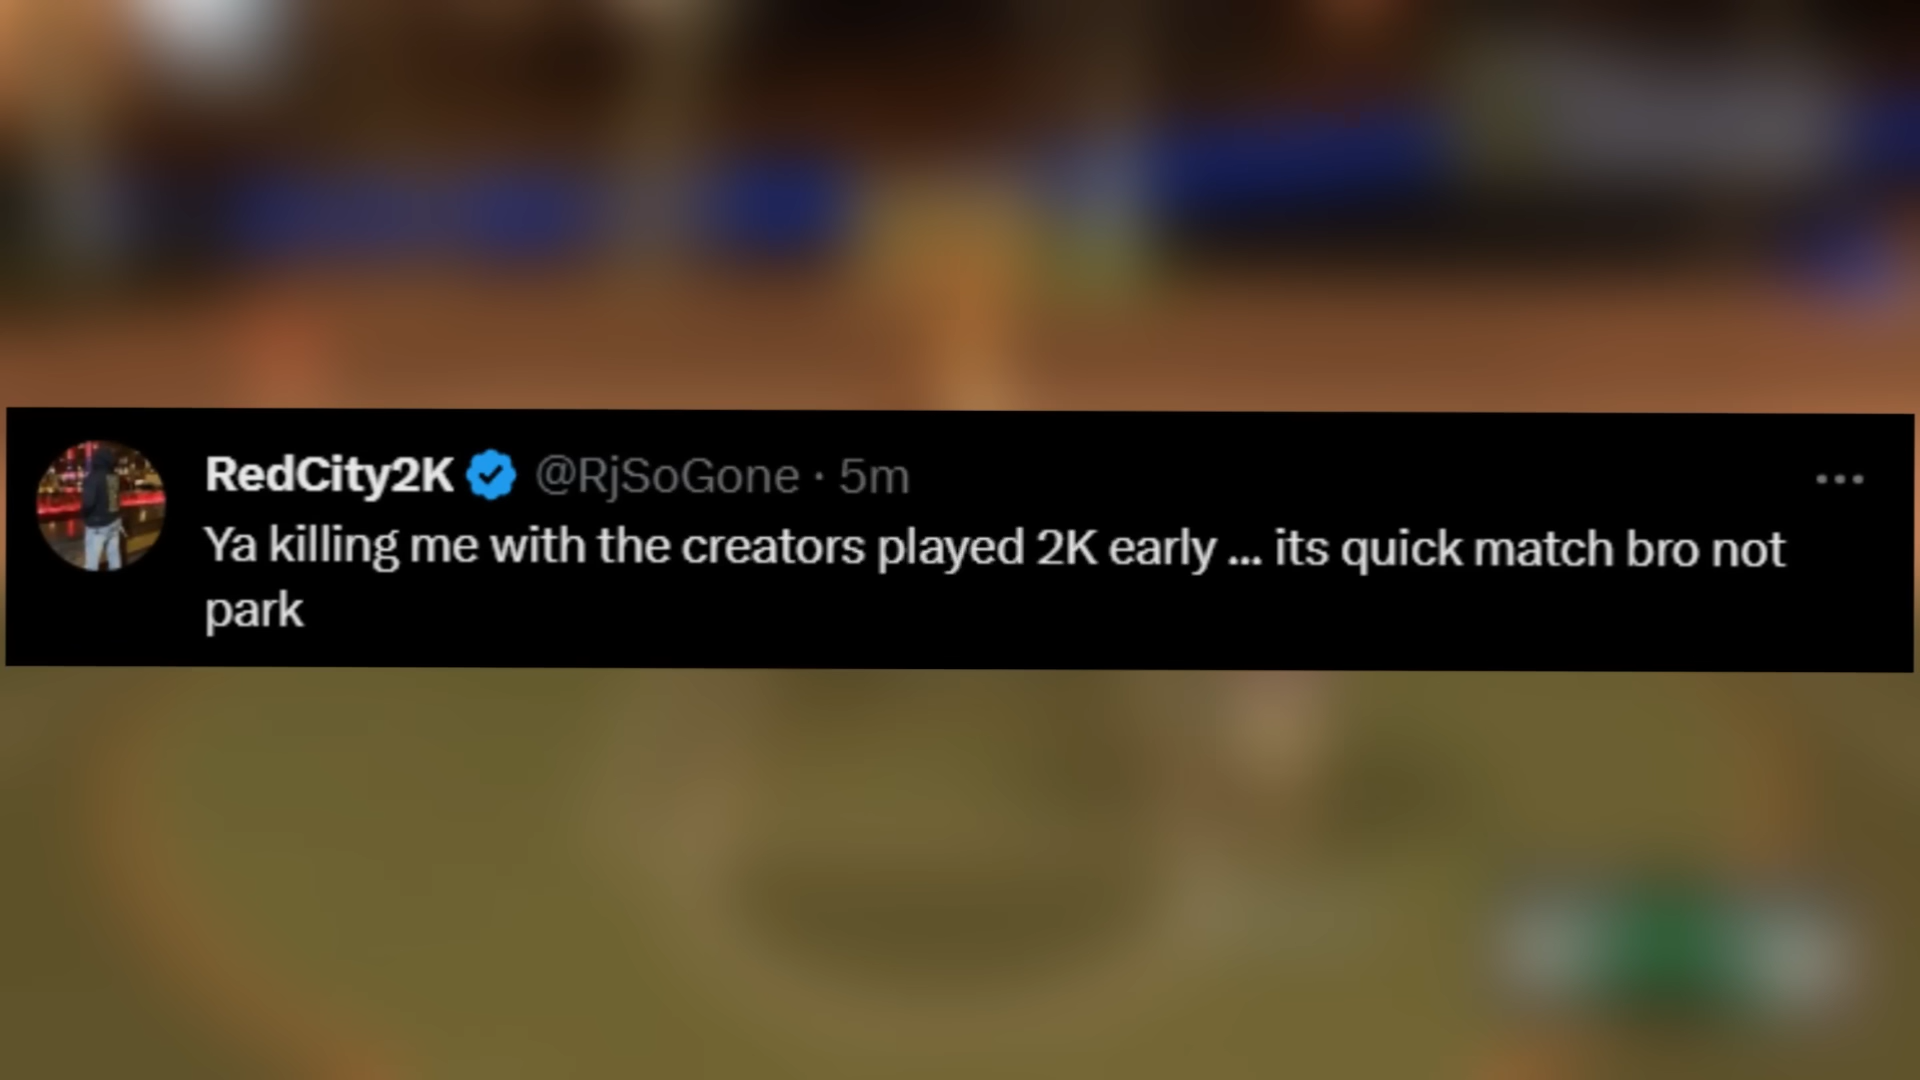 RedCity2K @RjSoGone · 5m
Ya killing me with the creators played 2K early ... its quick match bro not
park